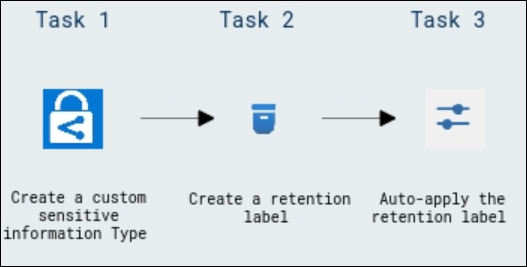 Task 1
Task 2
Task 3
Create a custom
sensitive
information Type
Create a retention
label
Auto-apply the
retention label